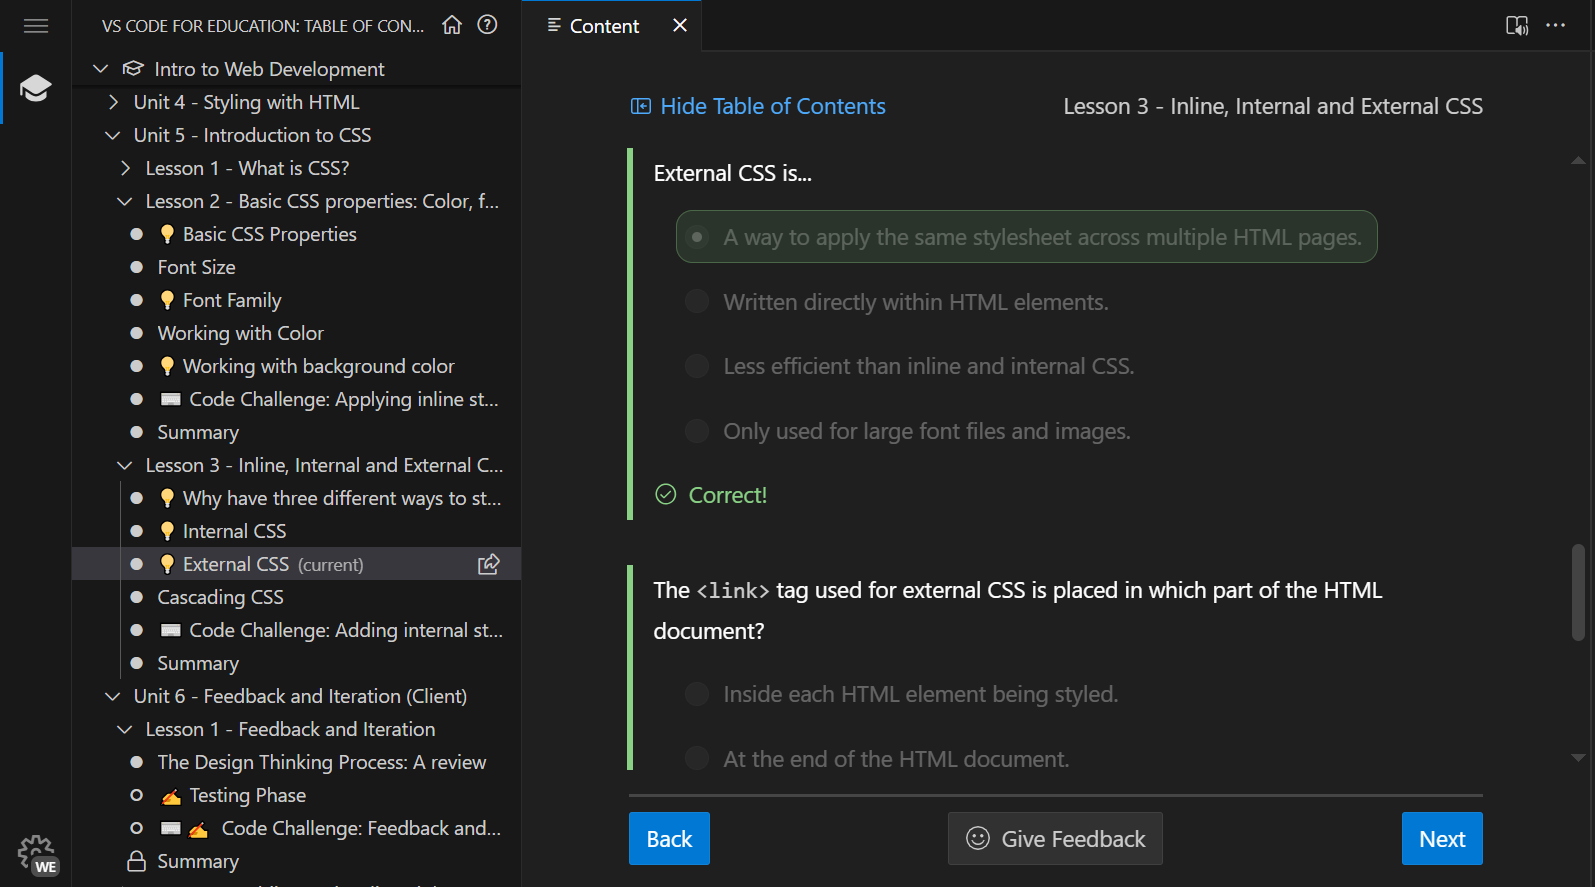 VS CODE FOR EDUCATION: TABLE OF CON...
Intro to Web Development
Unit 4 - Styling with HTML
Unit 5 - Introduction to CSS
Lesson 1 - What is CSS?
Lesson 2 - Basic CSS properties: Color, f...
Basic CSS Properties
Font Size
Font Family
Working with Color
Working with background color
Code Challenge: Applying inline st...
Summary
Lesson 3 - Inline, Internal and External C...
Why have three different ways to st...
Internal CSS
External CSS (current)
Cascading CSS
Code Challenge: Adding internal st...
Summary
Unit 6 - Feedback and Iteration (Client)
Lesson 1 - Feedback and Iteration
The Design Thinking Process: A review
Testing Phase
Code Challenge: Feedback and...
Summary
WE
Content
Hide Table of Contents
Lesson 3 - Inline, Internal and External CSS
External CSS is...
A way to apply the same stylesheet across multiple HTML pages.
Written directly within HTML elements.
Less efficient than inline and internal CSS.
Only used for large font files and images.
Correct!
The <link> tag used for external CSS is placed in which part of the HTML
document?
Inside each HTML element being styled.
At the end of the HTML document.
Back
Give Feedback
Next